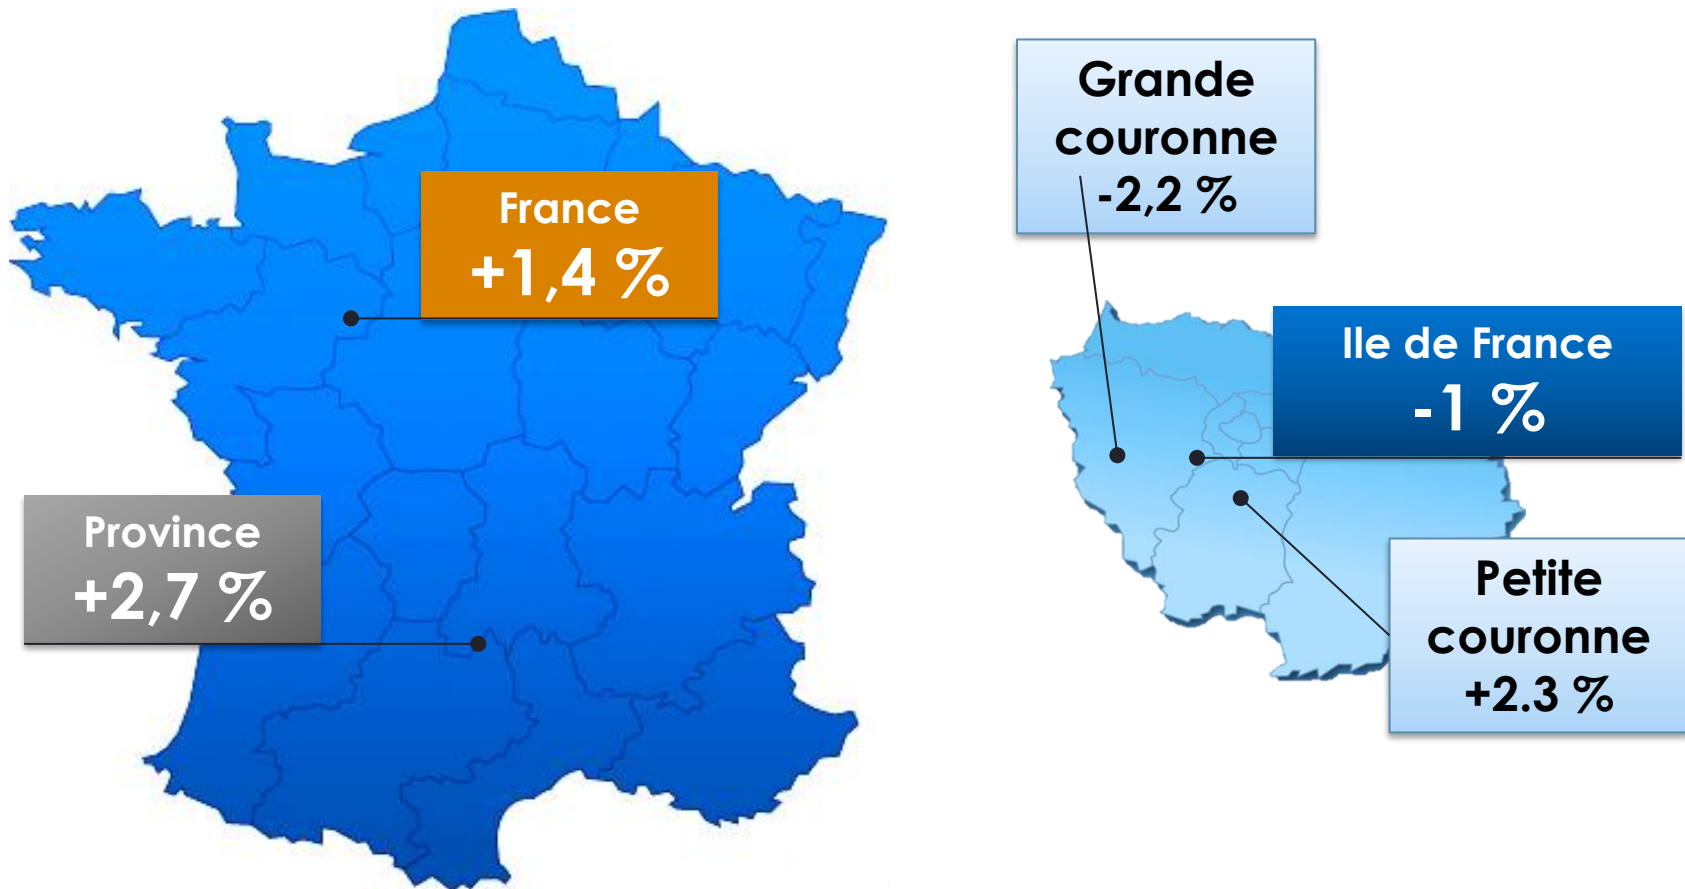 France
+1,4 %
Province
+2,7 %
Grande
couronne
-2,2 %
Ile de France
-1 %
Petite
couronne
+2.3 %